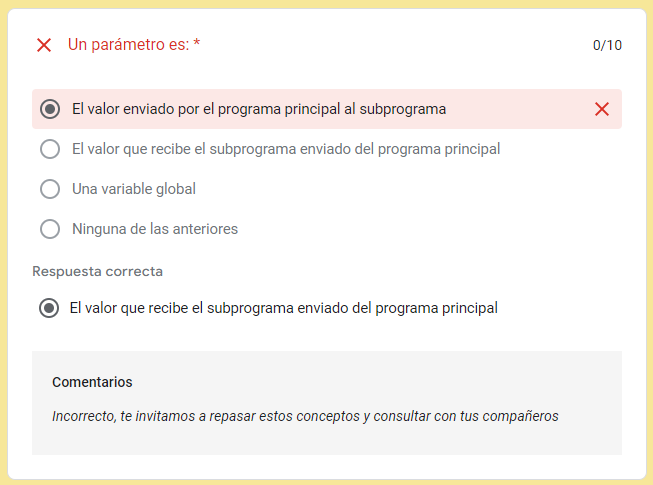 Un parámetro es: *
0/10
El valor enviado por el programa principal al subprograma
El valor que recibe el subprograma enviado del programa principal
Una variable global
Ninguna de las anteriores
Respuesta correcta
El valor que recibe el subprograma enviado del programa principal
Comentarios
Incorrecto, te invitamos a repasar estos conceptos y consultar con tus compañeros